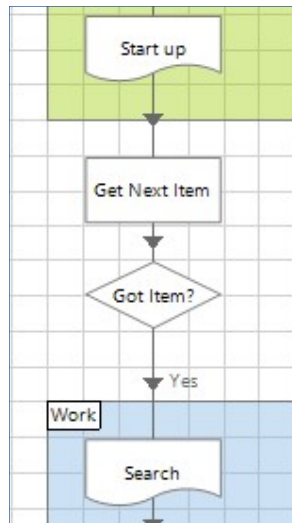 Start up
Get Next Item
Got Item?
Yes
Work
Search